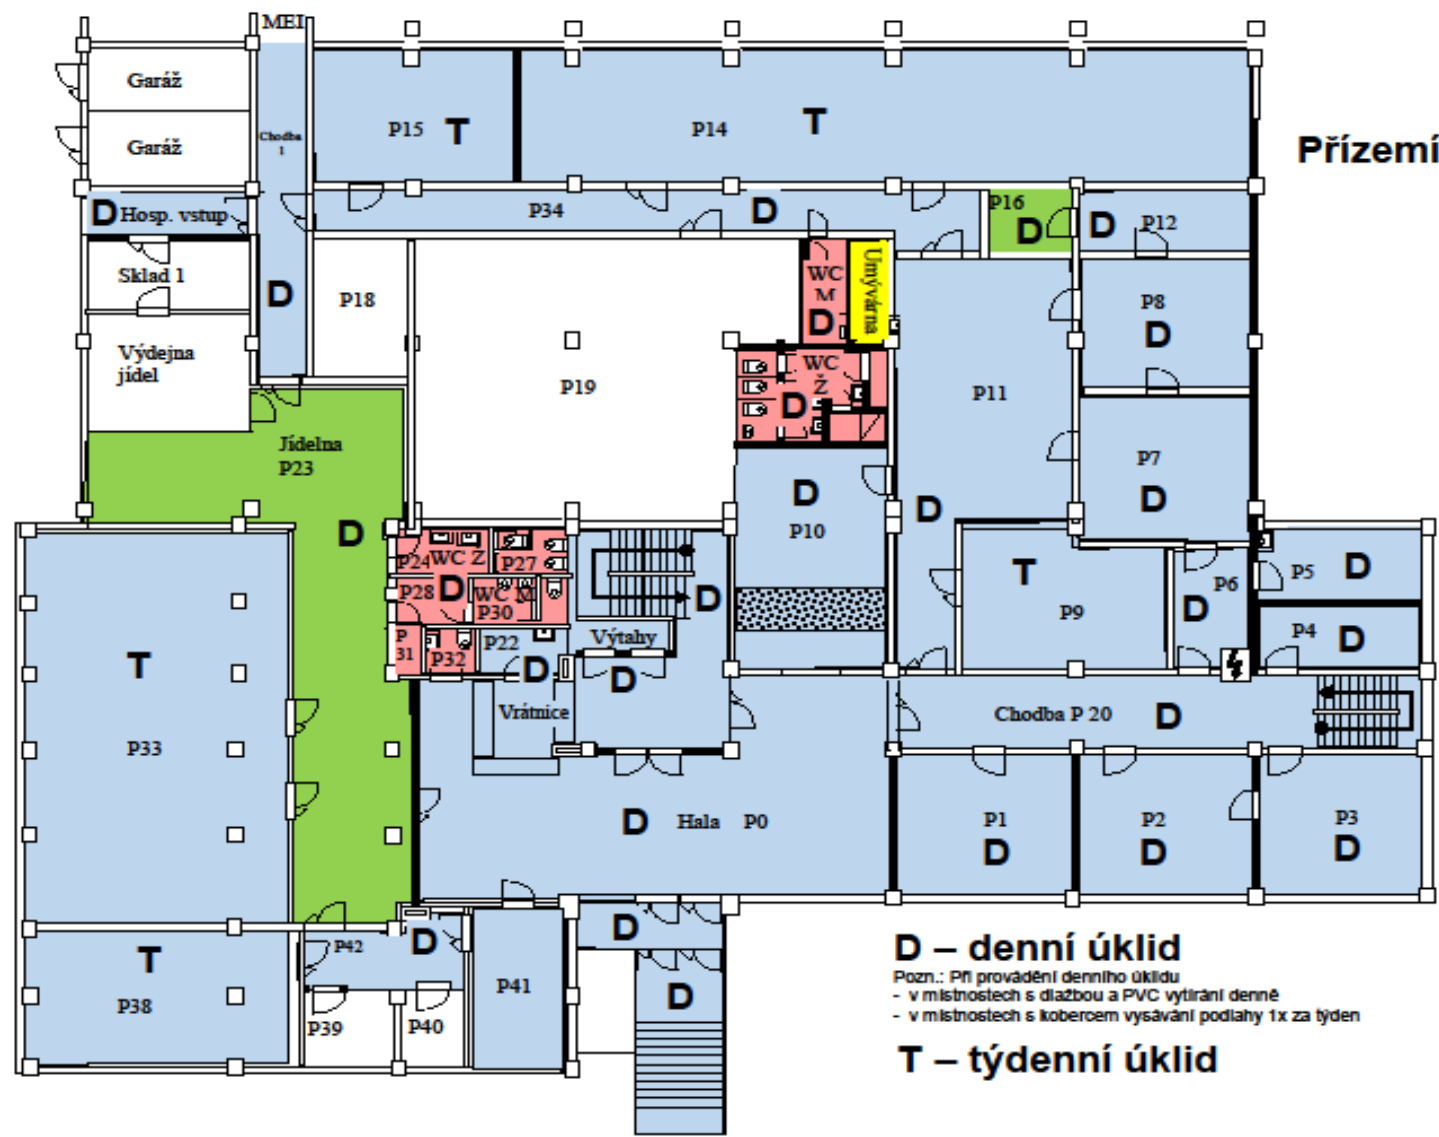 MEI
Garáž
Chodba
1
P15 T
P14 T
Přízemí
Garáž
D Hosp. vstup
P34 D
P16
D
D P12
Sklad 1
D
P18
WC
M
D
Umývárna
P8
D
Výdejna
jídel
P19
WC
Ž
D
P11
Jídelna
P23
P7
D
D
P10
D
D
P24 WC Z P27
P28 D WC M
P30
P
31
P32
P22
D
D
Výtahy
D
T
P9
P6
D
P5 D
P4 D
T
P33
Vrátnice
Chodba P 20 D
D Hala P0
P1
D
P2
D
P3
D
T
P38
P42 D
P39
P40
P41
D
D
D – denní úklid
Pozn.: Při provádění denního úklidu
- v místnostech s dlažbou a PVC vytírání denně
- v místnostech s kobercem vysávání podlahy 1x za týden
T – týdenní úklid